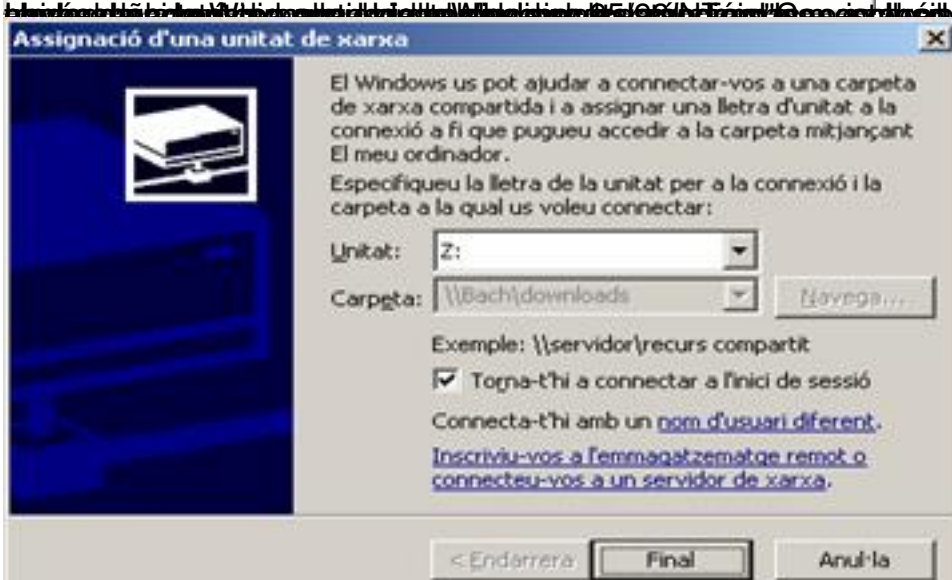 Assignació d'una unitat de xarxa
El Windows us pot ajudar a connectar-vos a una carpeta
de xarxa compartida i a assignar una lletra d'unitat a la
connexió a fi que pugueu accedir a la carpeta mitjançant
El meu ordinador.
Especifiqueu la lletra de la unitat per a la connexió i la
carpeta a la qual us voleu connectar:
Unitat: Z:
Carpeta: \\Bach\downloads Navega...
Exemple: \\servidor\recurs compartit
Torna-t'hi a connectar a l'inici de sessió
Connecta-t'hi amb un nom d'usuari diferent.
Inscriviu-vos a l'emmagatzematge remot o
connecteu-vos a un servidor de xarxa.
< Endarrera Final Anul·la